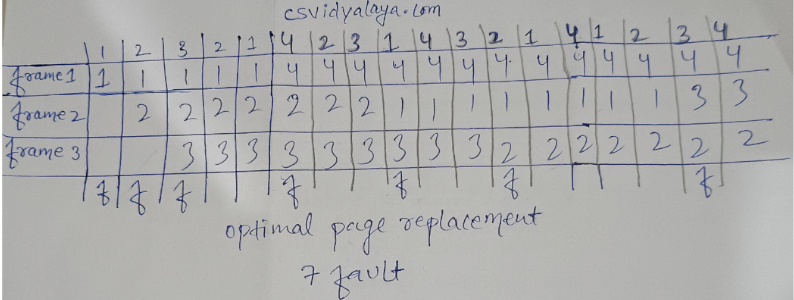 csvidyalaya.com
1 2 3 2 1 4 2 3 1 4 3 2 1 4 1 2 3 4
frame 1 1 1 1 1 1 4 4 4 4 4 4 4 4 4 4 4 4 4
frame 2 2 2 2 2 2 2 2 1 1 1 1 1 1 1 1 3 3
frame 3 3 3 3 3 3 3 3 3 3 2 2 2 2 2 2 2
f f f f f f f
optimal page replacement
7 fault